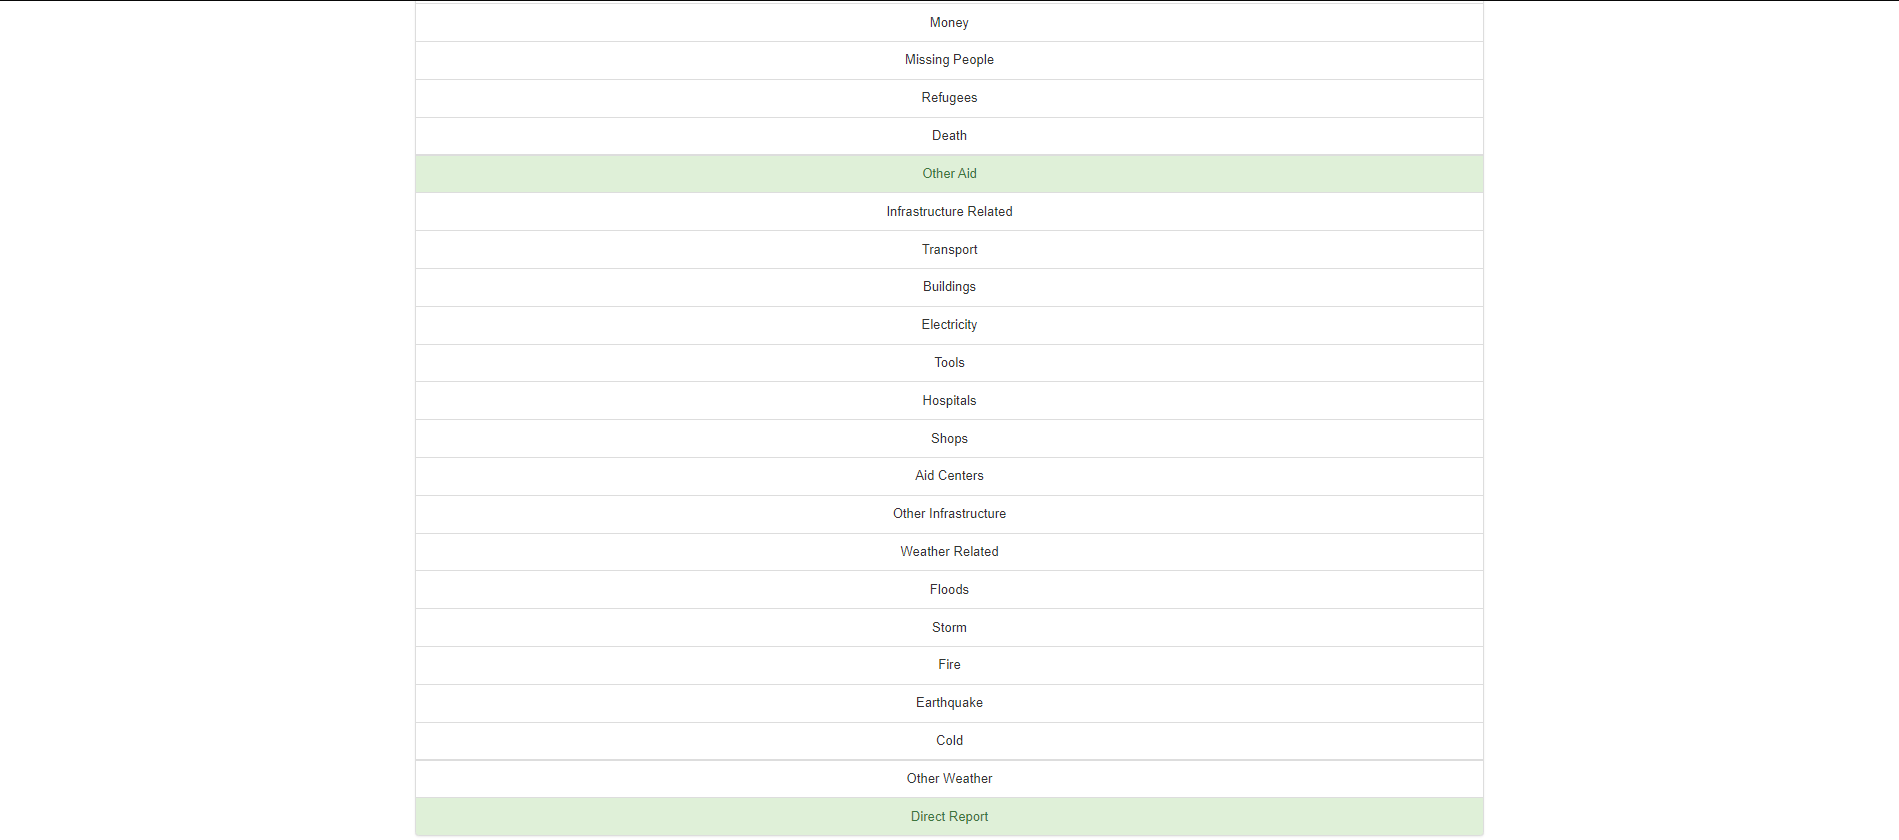 Money
Missing People
Refugees
Death
Other Aid
Infrastructure Related
Transport
Buildings
Electricity
Tools
Hospitals
Shops
Aid Centers
Other Infrastructure
Weather Related
Floods
Storm
Fire
Earthquake
Cold
Other Weather
Direct Report